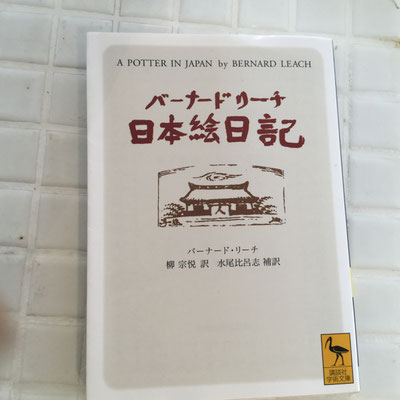 A POTTER IN JAPAN by BERNARD LEACH
バーナード リーチ
日本絵日記
バーナード・リーチ
柳 宗悦 訳 水尾比呂志 補訳
講談社
学術文庫